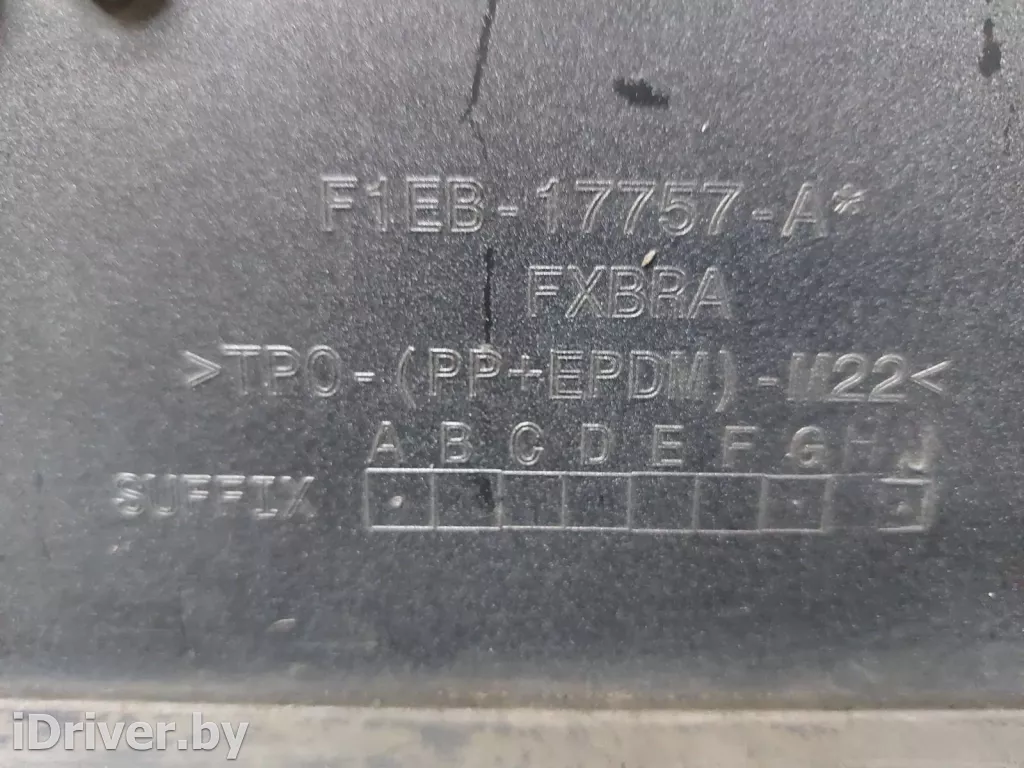 F1EB-17757-A*
FXBRA
>TPO-(PP+EPDM)-M22<
A B C D E F G H J
SUFFIX
iDriver.by